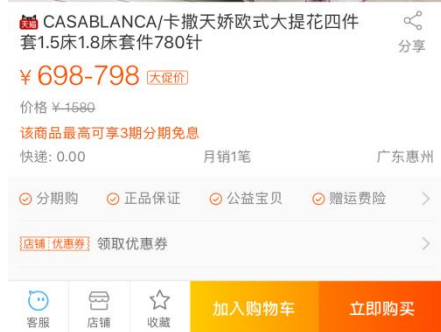 天猫 CASABLANCA/卡撒天娇欧式大提花四件
套1.5床1.8床套件780针
分享
¥ 698-798 大促价
价格 ¥ 1580
该商品最高可享3期分期免息
快递: 0.00 月销1笔 广东惠州
分期购 正品保证 公益宝贝 赠运费险
店铺 优惠券 领取优惠券
客服 店铺 收藏 加入购物车 立即购买